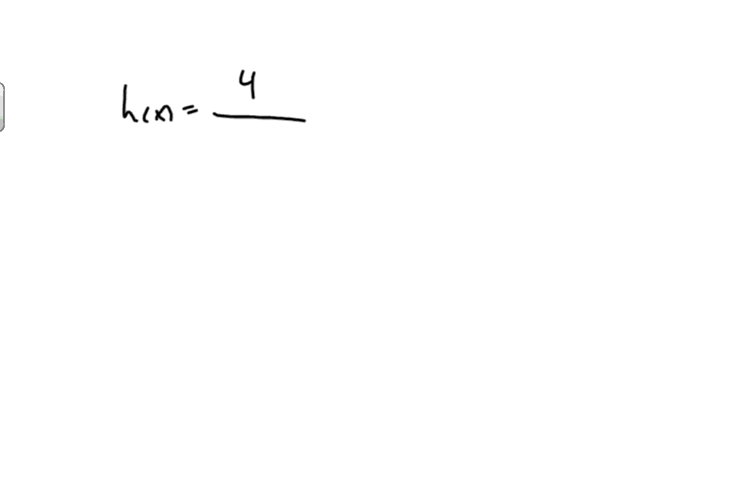 h(x) = 4/